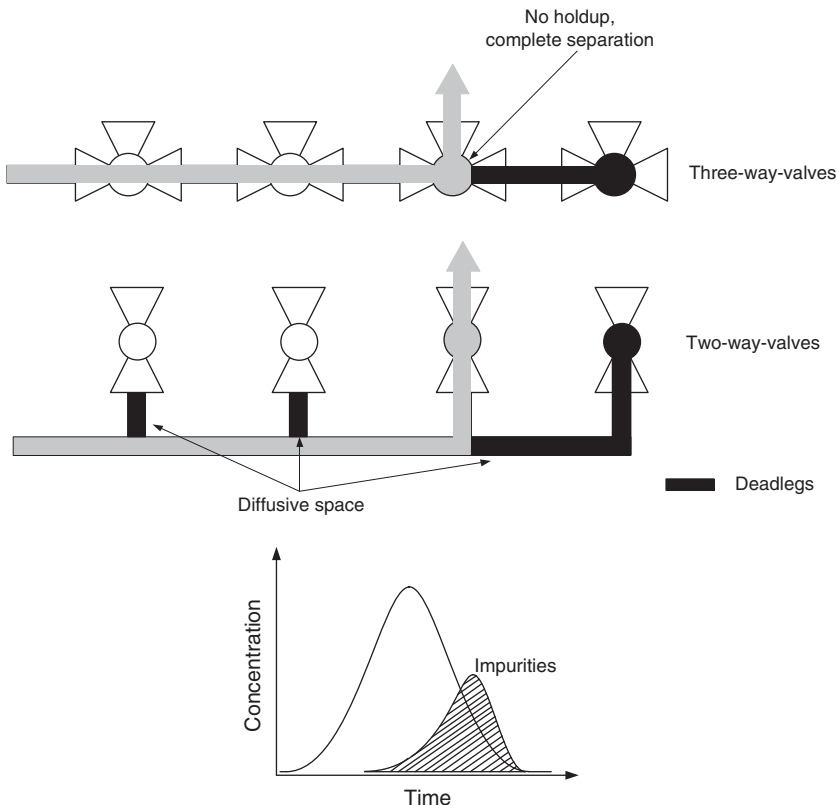 No holdup,
complete separation
Three-way-valves
Two-way-valves
Diffusive space
Deadlegs
Concentration
Impurities
Time